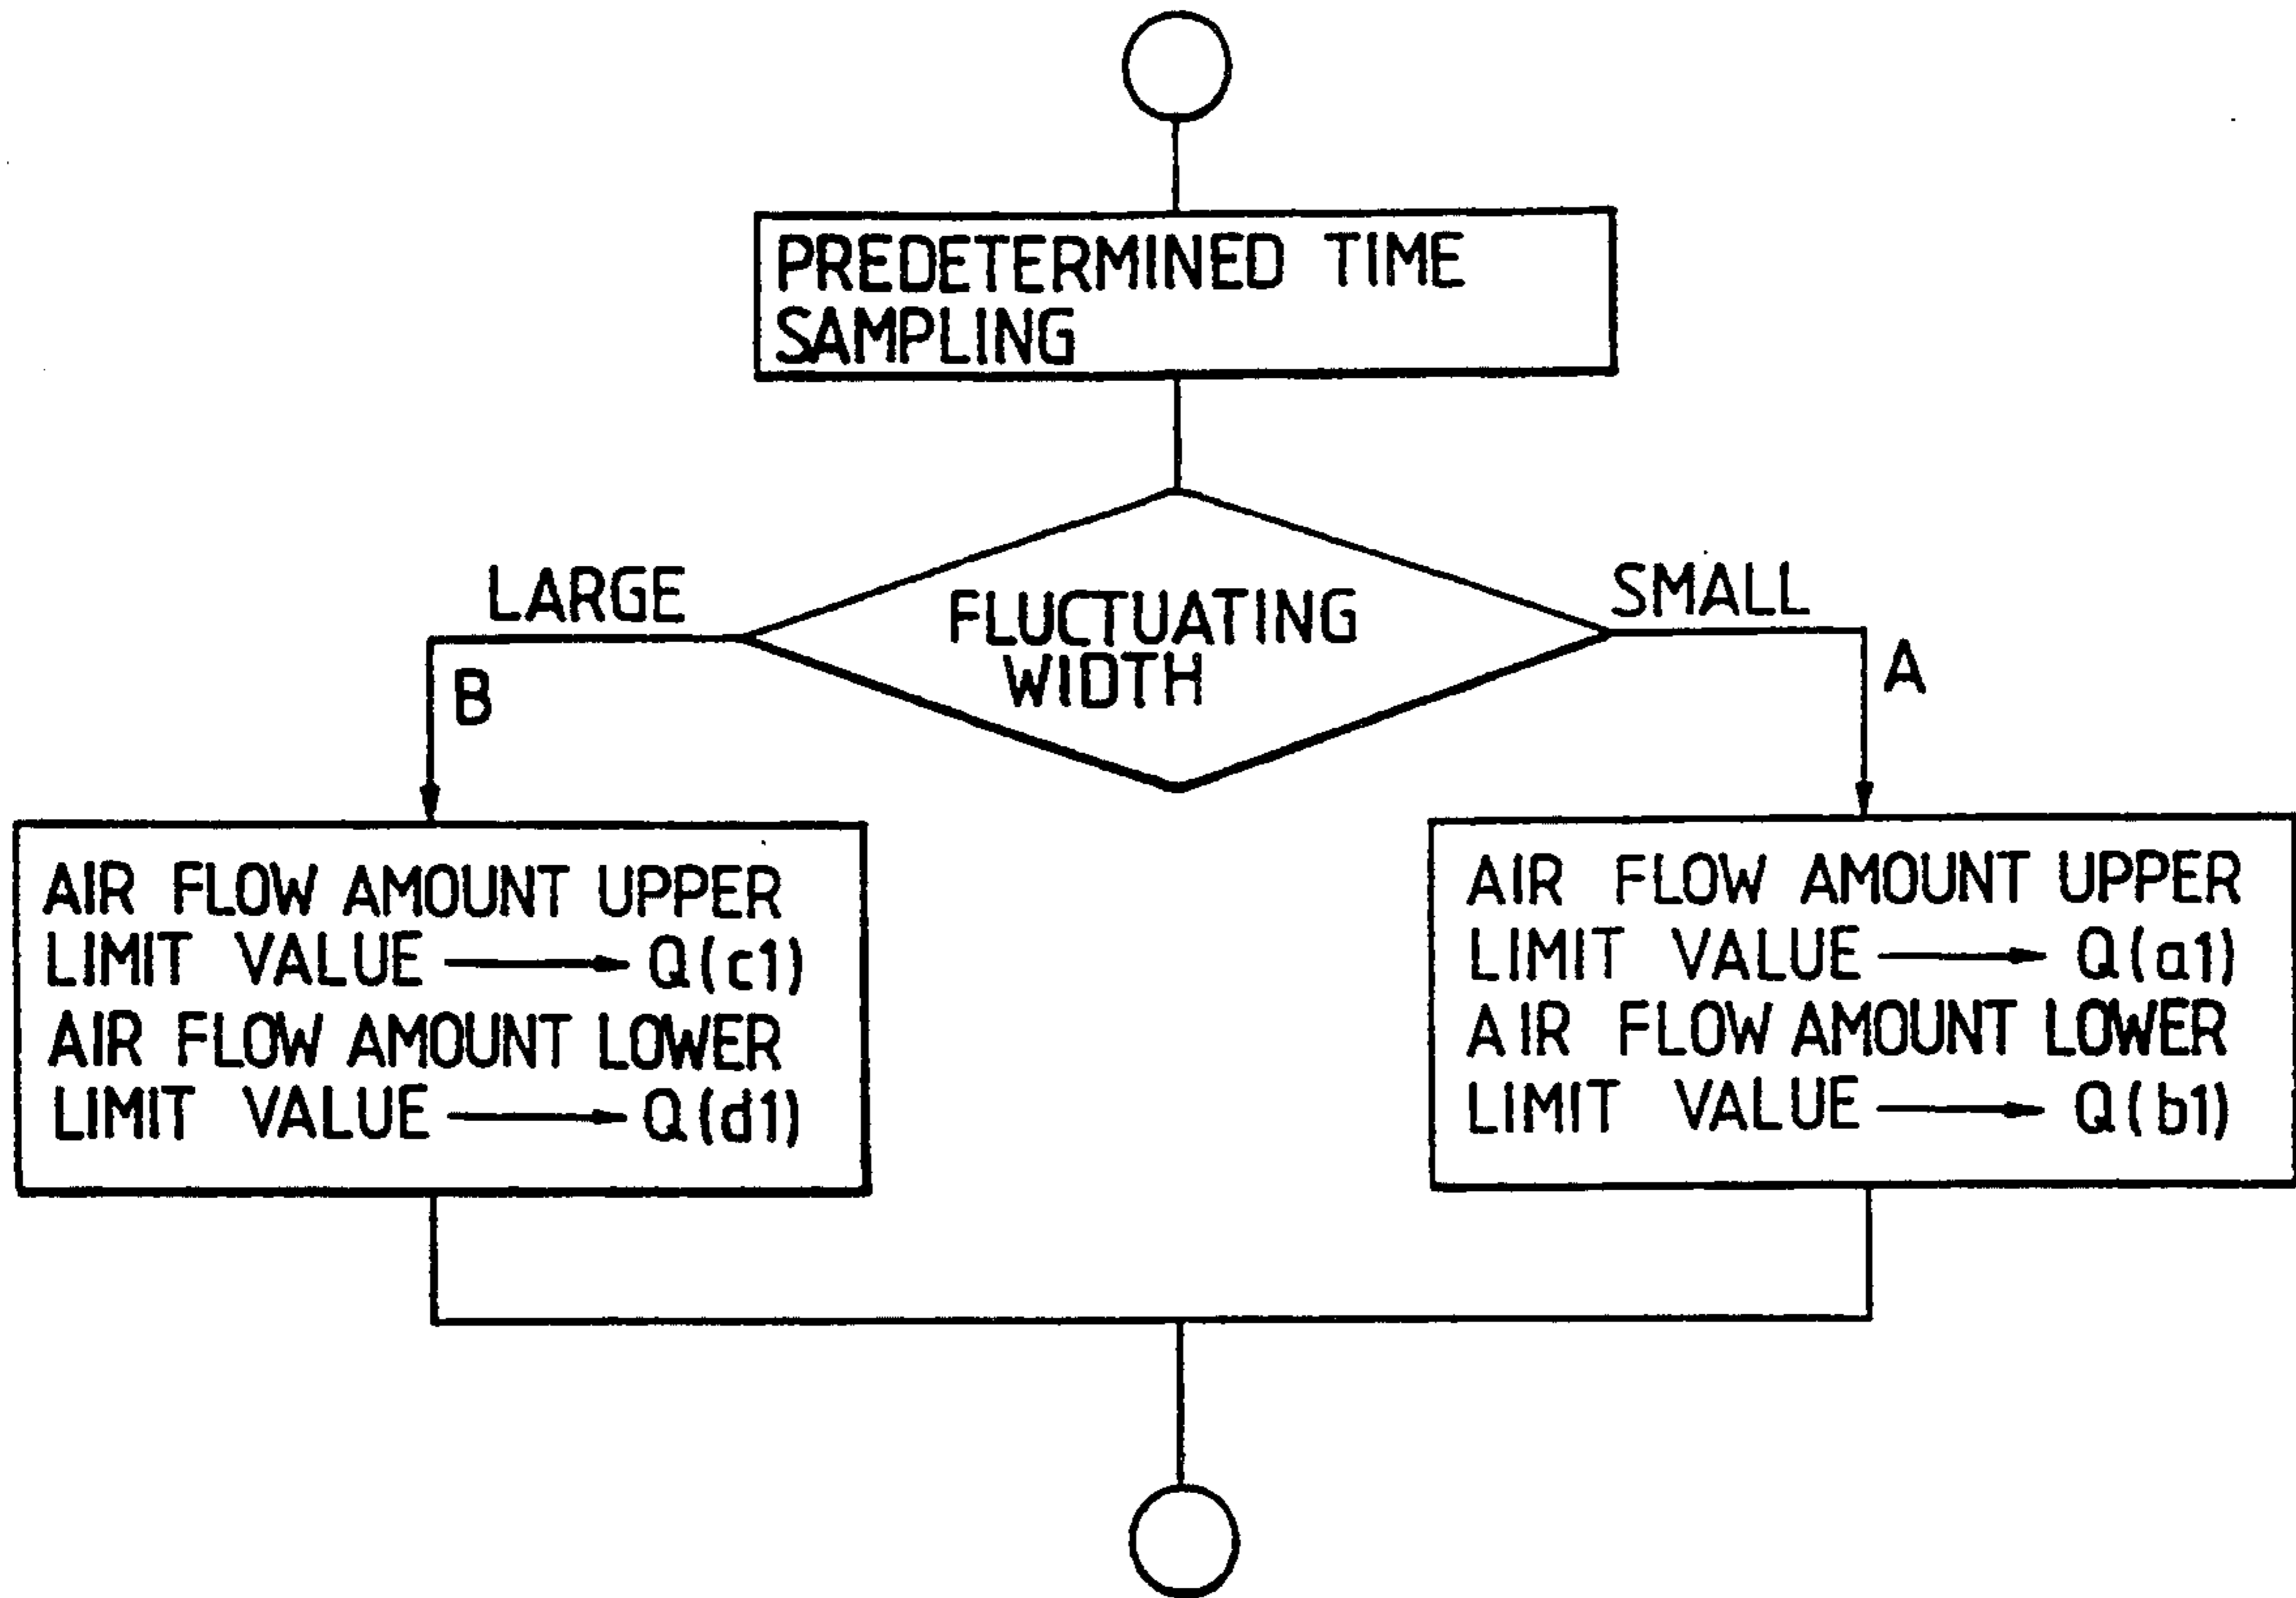 PREDETERMINED TIME
SAMPLING
FLUCTUATING
WIDTH
LARGE
B
SMALL
A
AIR FLOW AMOUNT UPPER
LIMIT VALUE → Q(c1)
AIR FLOW AMOUNT LOWER
LIMIT VALUE → Q(d1)
AIR FLOW AMOUNT UPPER
LIMIT VALUE → Q(a1)
AIR FLOW AMOUNT LOWER
LIMIT VALUE → Q(b1)